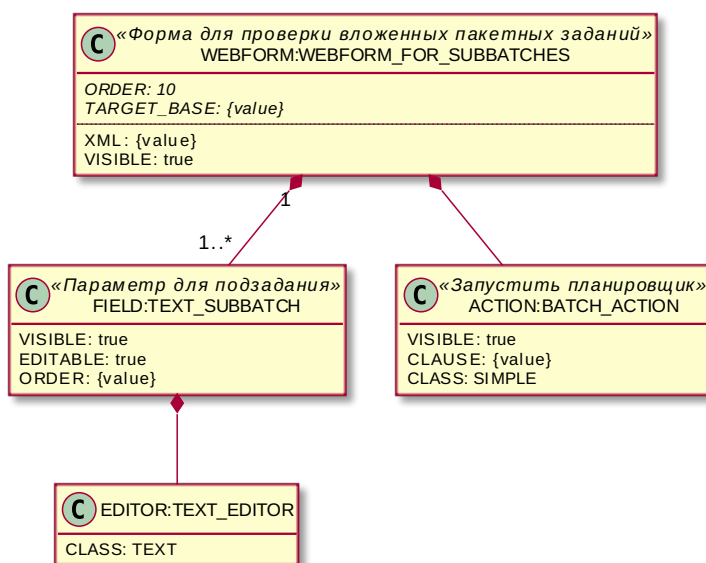 C
«Форма для проверки вложенных пакетных заданий»
WEBFORM:WEBFORM_FOR_SUBBATCHES
ORDER: 10
TARGET_BASE: {value}
XML: {value}
VISIBLE: true
1
1..*
C
«Параметр для подзадания»
FIELD:TEXT_SUBBATCH
VISIBLE: true
EDITABLE: true
ORDER: {value}
C
«Запустить планировщик»
ACTION:BATCH_ACTION
VISIBLE: true
CLAUSE: {value}
CLASS: SIMPLE
C
EDITOR:TEXT_EDITOR
CLASS: TEXT